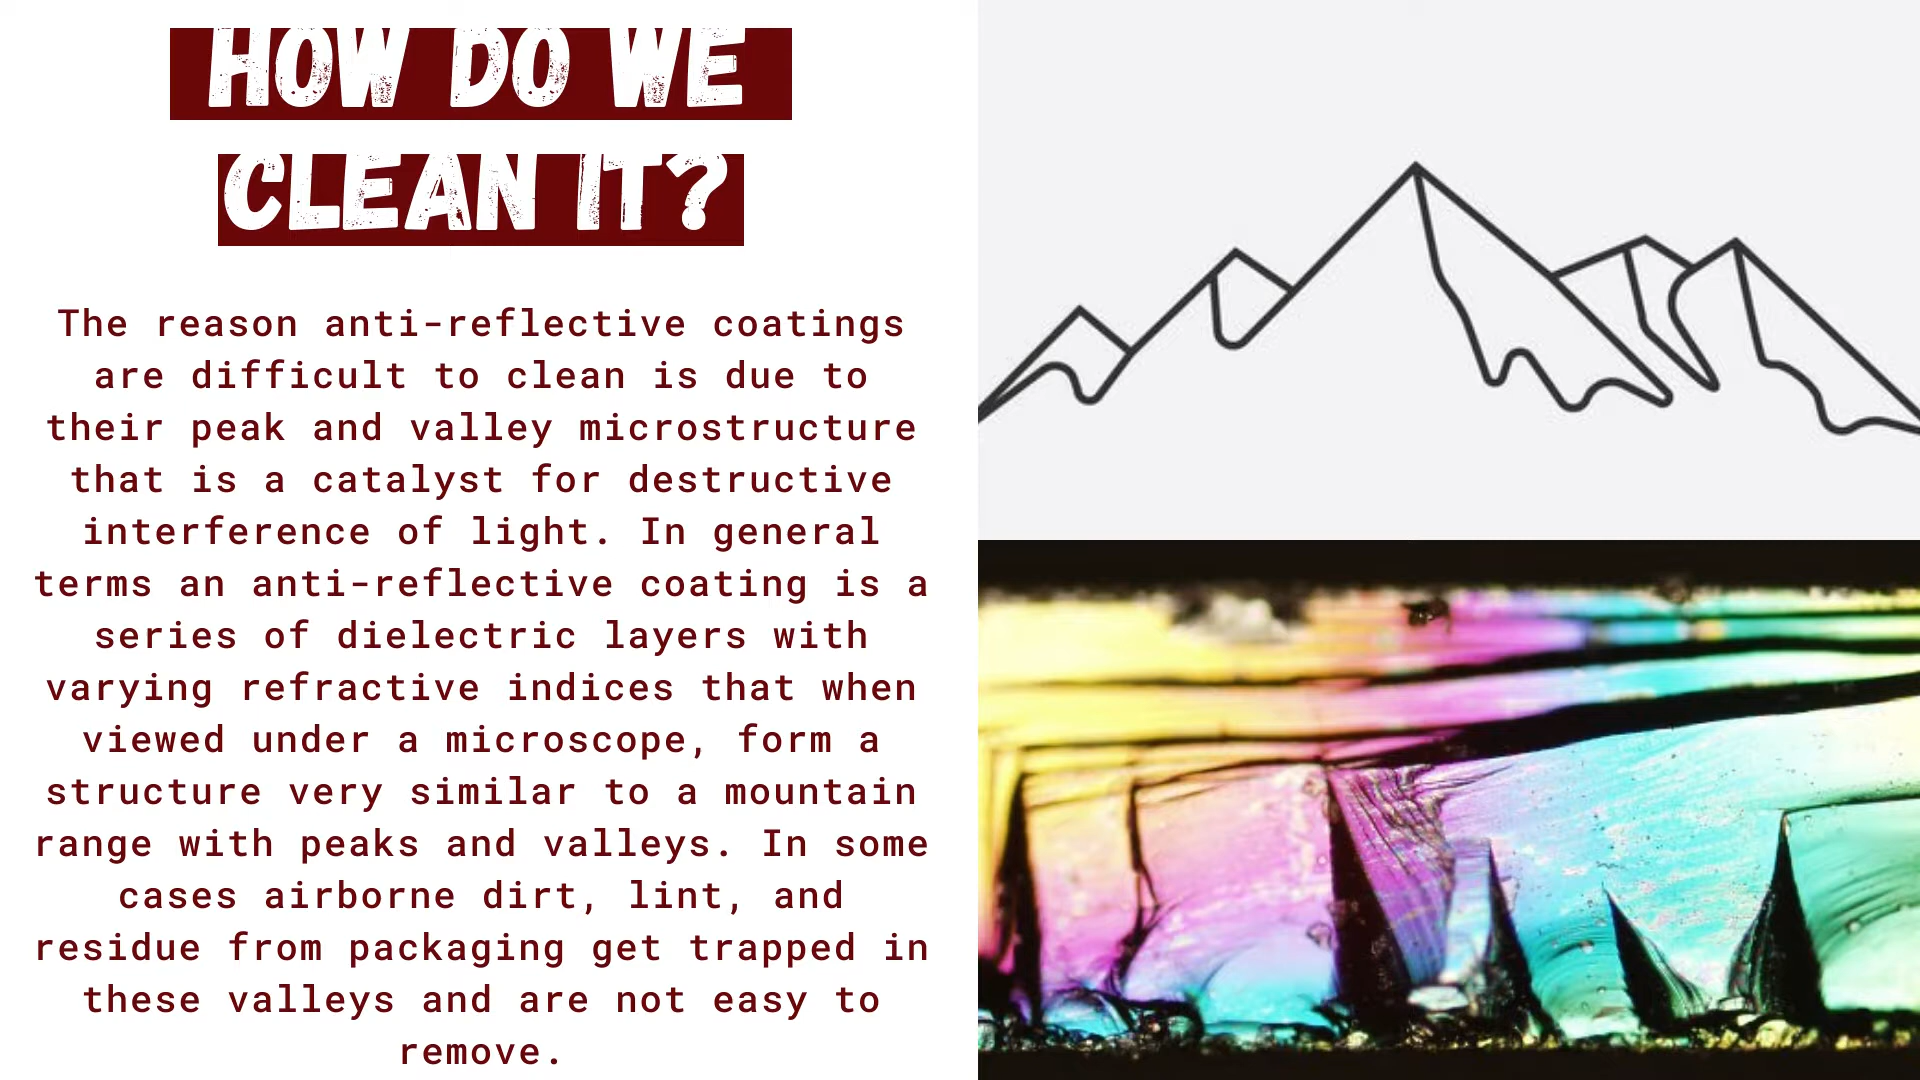 HOW DO WE
CLEAN IT?
The reason anti-reflective coatings
are difficult to clean is due to
their peak and valley microstructure
that is a catalyst for destructive
interference of light. In general
terms an anti-reflective coating is a
series of dielectric layers with
varying refractive indices that when
viewed under a microscope, form a
structure very similar to a mountain
range with peaks and valleys. In some
cases airborne dirt, lint, and
residue from packaging get trapped in
these valleys and are not easy to
remove.